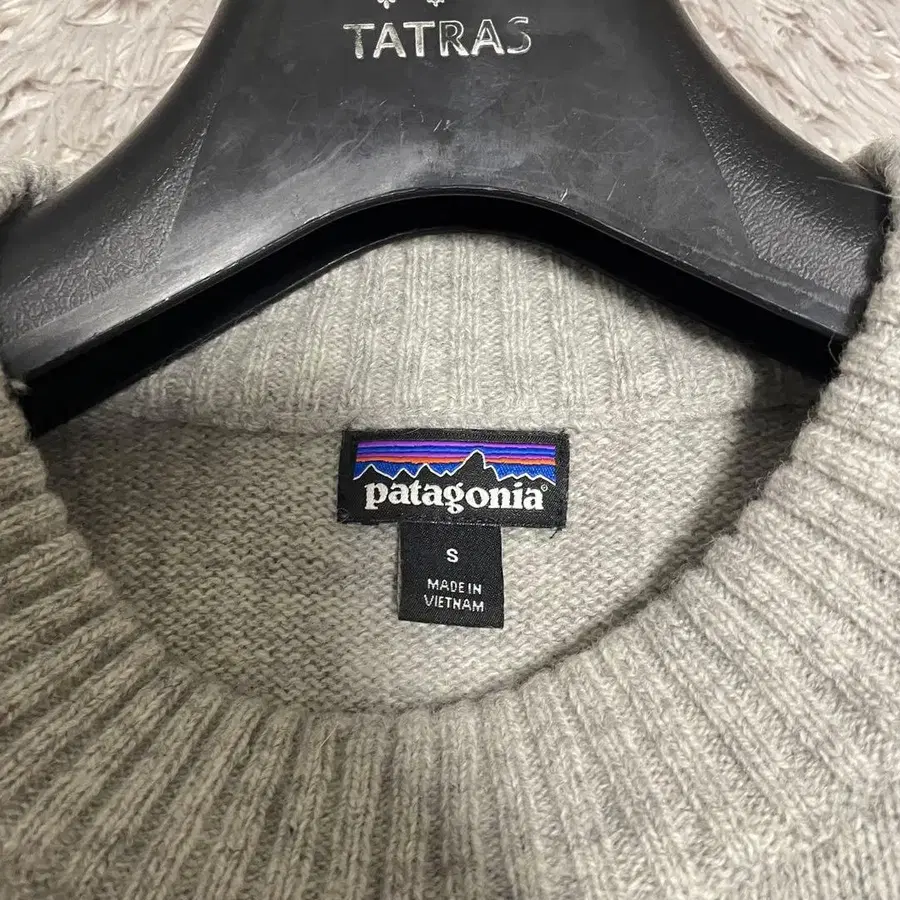 TATRAS
patagonia®
S
MADE IN
VIETNAM